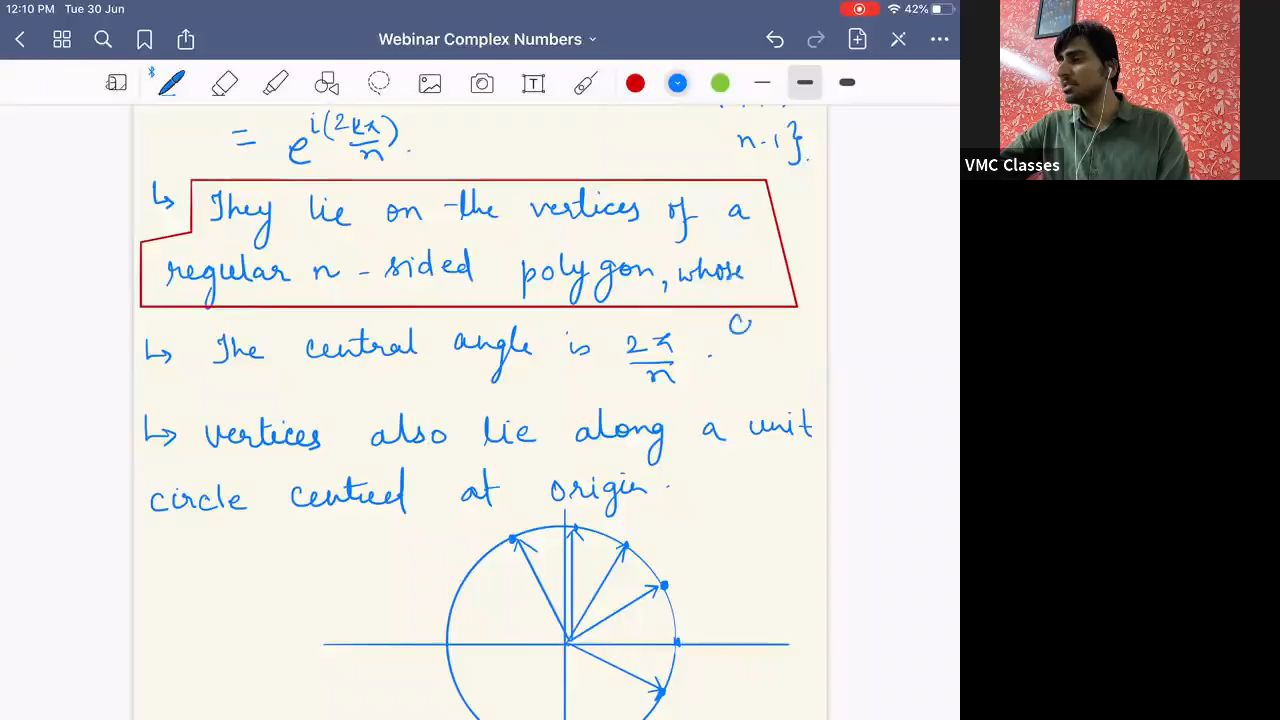 12:10 PM Tue 30 Jun
42%
Webinar Complex Numbers
T
= e^{i(2kπ/n)}.
n-1}.
↳ They lie on the vertices of a
regular n-sided polygon, whose
↳ The central angle is 2π/n.
↳ vertices also lie along a unit
circle centred at origin.
VMC Classes